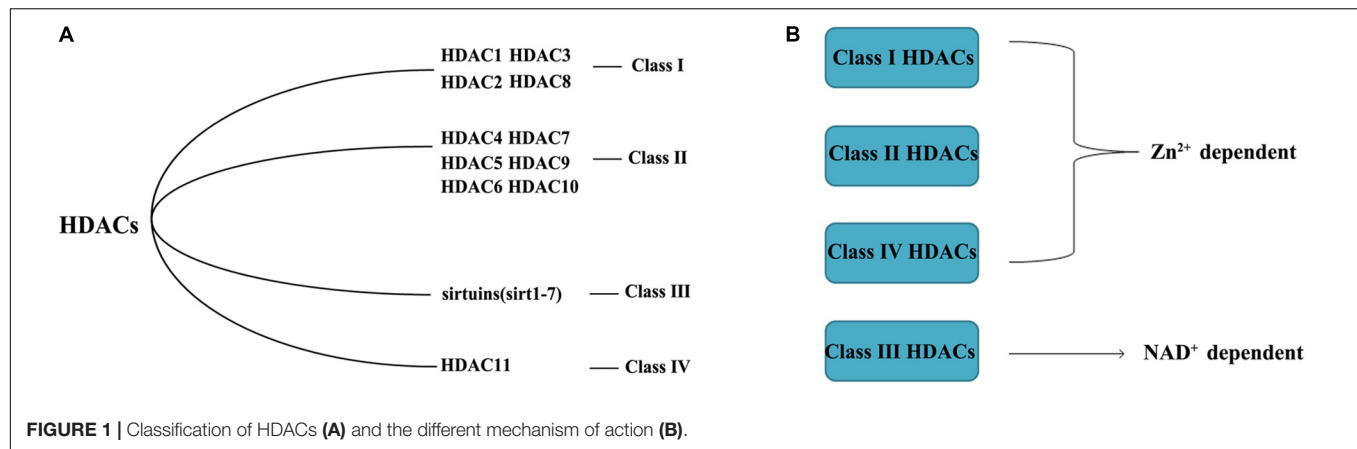 A
HDACs
HDAC1 HDAC3
HDAC2 HDAC8
Class I
HDAC4 HDAC7
HDAC5 HDAC9
HDAC6 HDAC10
Class II
sirtuins(sirt1-7)
Class III
HDAC11
Class IV
B
Class I HDACs
Class II HDACs
Class IV HDACs
Zn²⁺ dependent
Class III HDACs
NAD⁺ dependent
FIGURE 1 | Classification of HDACs (A) and the different mechanism of action (B).